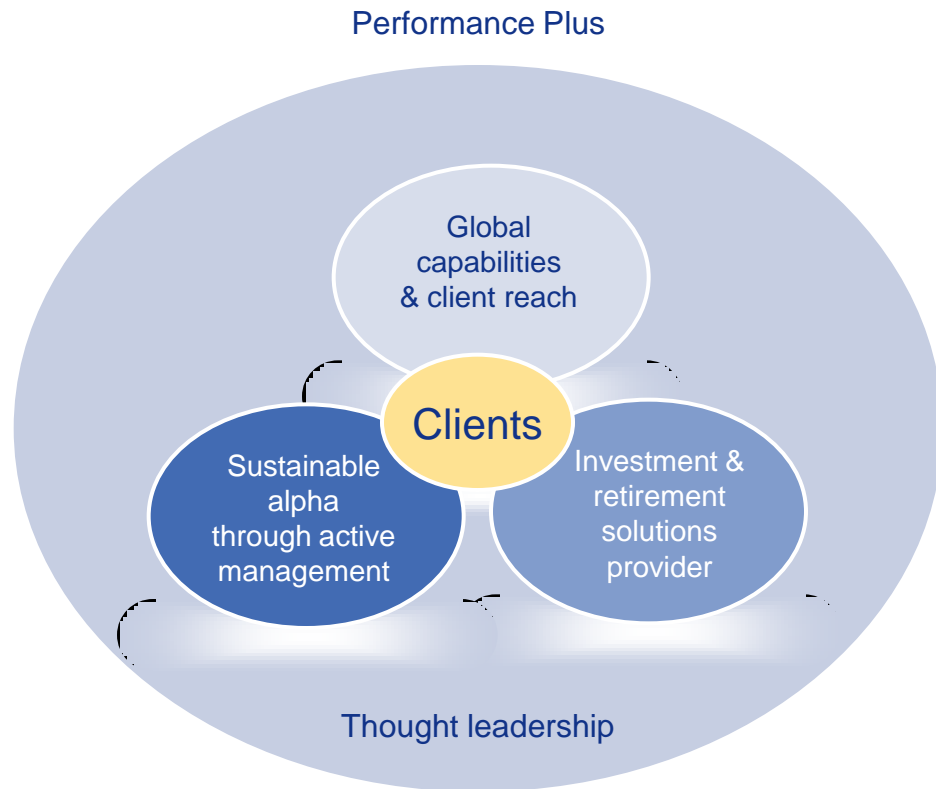 Performance Plus
Global
capabilities
& client reach
Clients
Sustainable
alpha
through active
management
Investment &
retirement
solutions
provider
Thought leadership